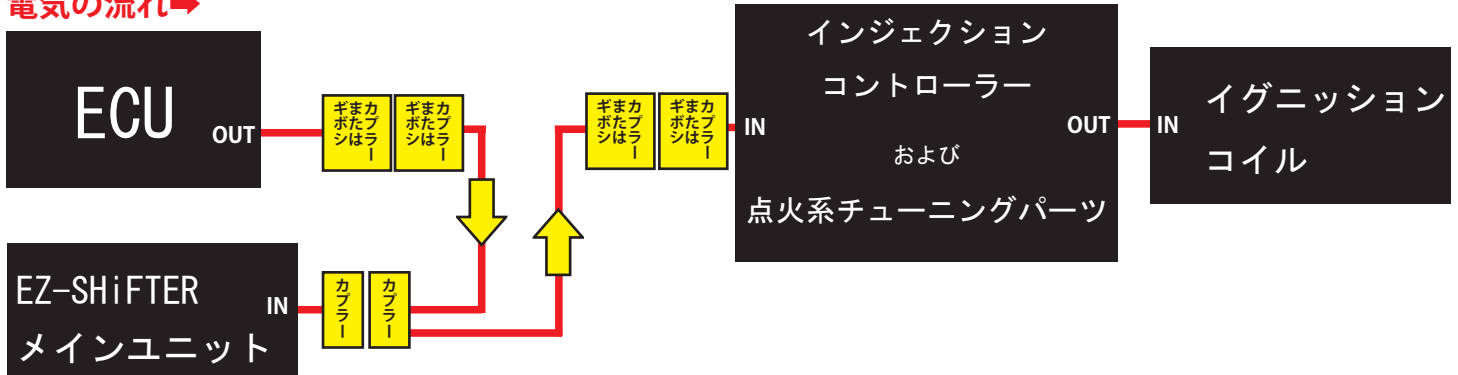 電気の流れ➡
ECU
OUT
カプラー
または
ギボシ
カプラー
または
ギボシ
EZ-SHiFTER
メインユニット
IN
カプラー
カプラー
カプラー
または
ギボシ
カプラー
または
ギボシ
IN
インジェクション
コントローラー
および
点火系チューニングパーツ
OUT
IN
イグニッション
コイル